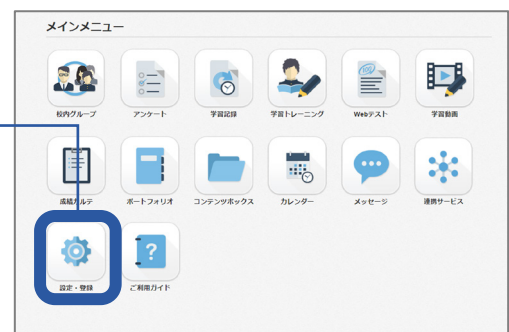 メインメニュー
校内グループ
アンケート
学習記録
学習トレーニング
Webテスト
学習動画
成績カルテ
ポートフォリオ
コンテンツボックス
カレンダー
メッセージ
連携サービス
設定・登録
ご利用ガイド